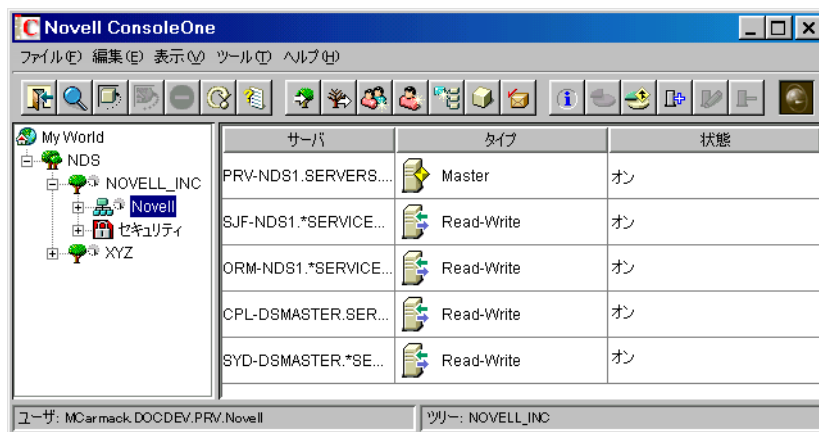 Novell ConsoleOne
ファイル(F) 編集(E) 表示(V) ツール(T) ヘルプ(H)
My World
NDS
NOVELL_INC
Novell
セキュリティ
XYZ
サーバ タイプ 状態
PRV-NDS1.SERVERS.... Master オン
SJF-NDS1.*SERVICE... Read-Write オン
ORM-NDS1.*SERVICE... Read-Write オン
CPL-DSMASTER.SER... Read-Write オン
SYD-DSMASTER.*SE... Read-Write オン
ユーザ: MCarmack.DOCDEV.PRV.Novell ツリー: NOVELL_INC